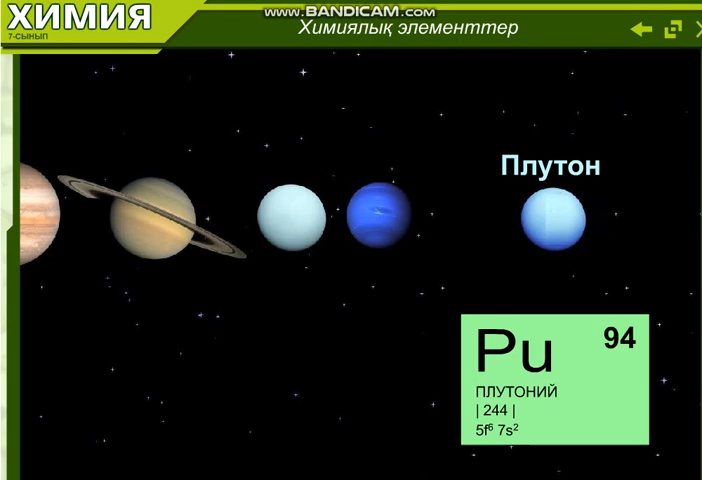 ХИМИЯ
7-СЫНЫП
WWW.BANDICAM.COM
Химиялық элементтер
Плутон
Pu 94
ПЛУТОНИЙ
| 244 |
5f⁶ 7s²